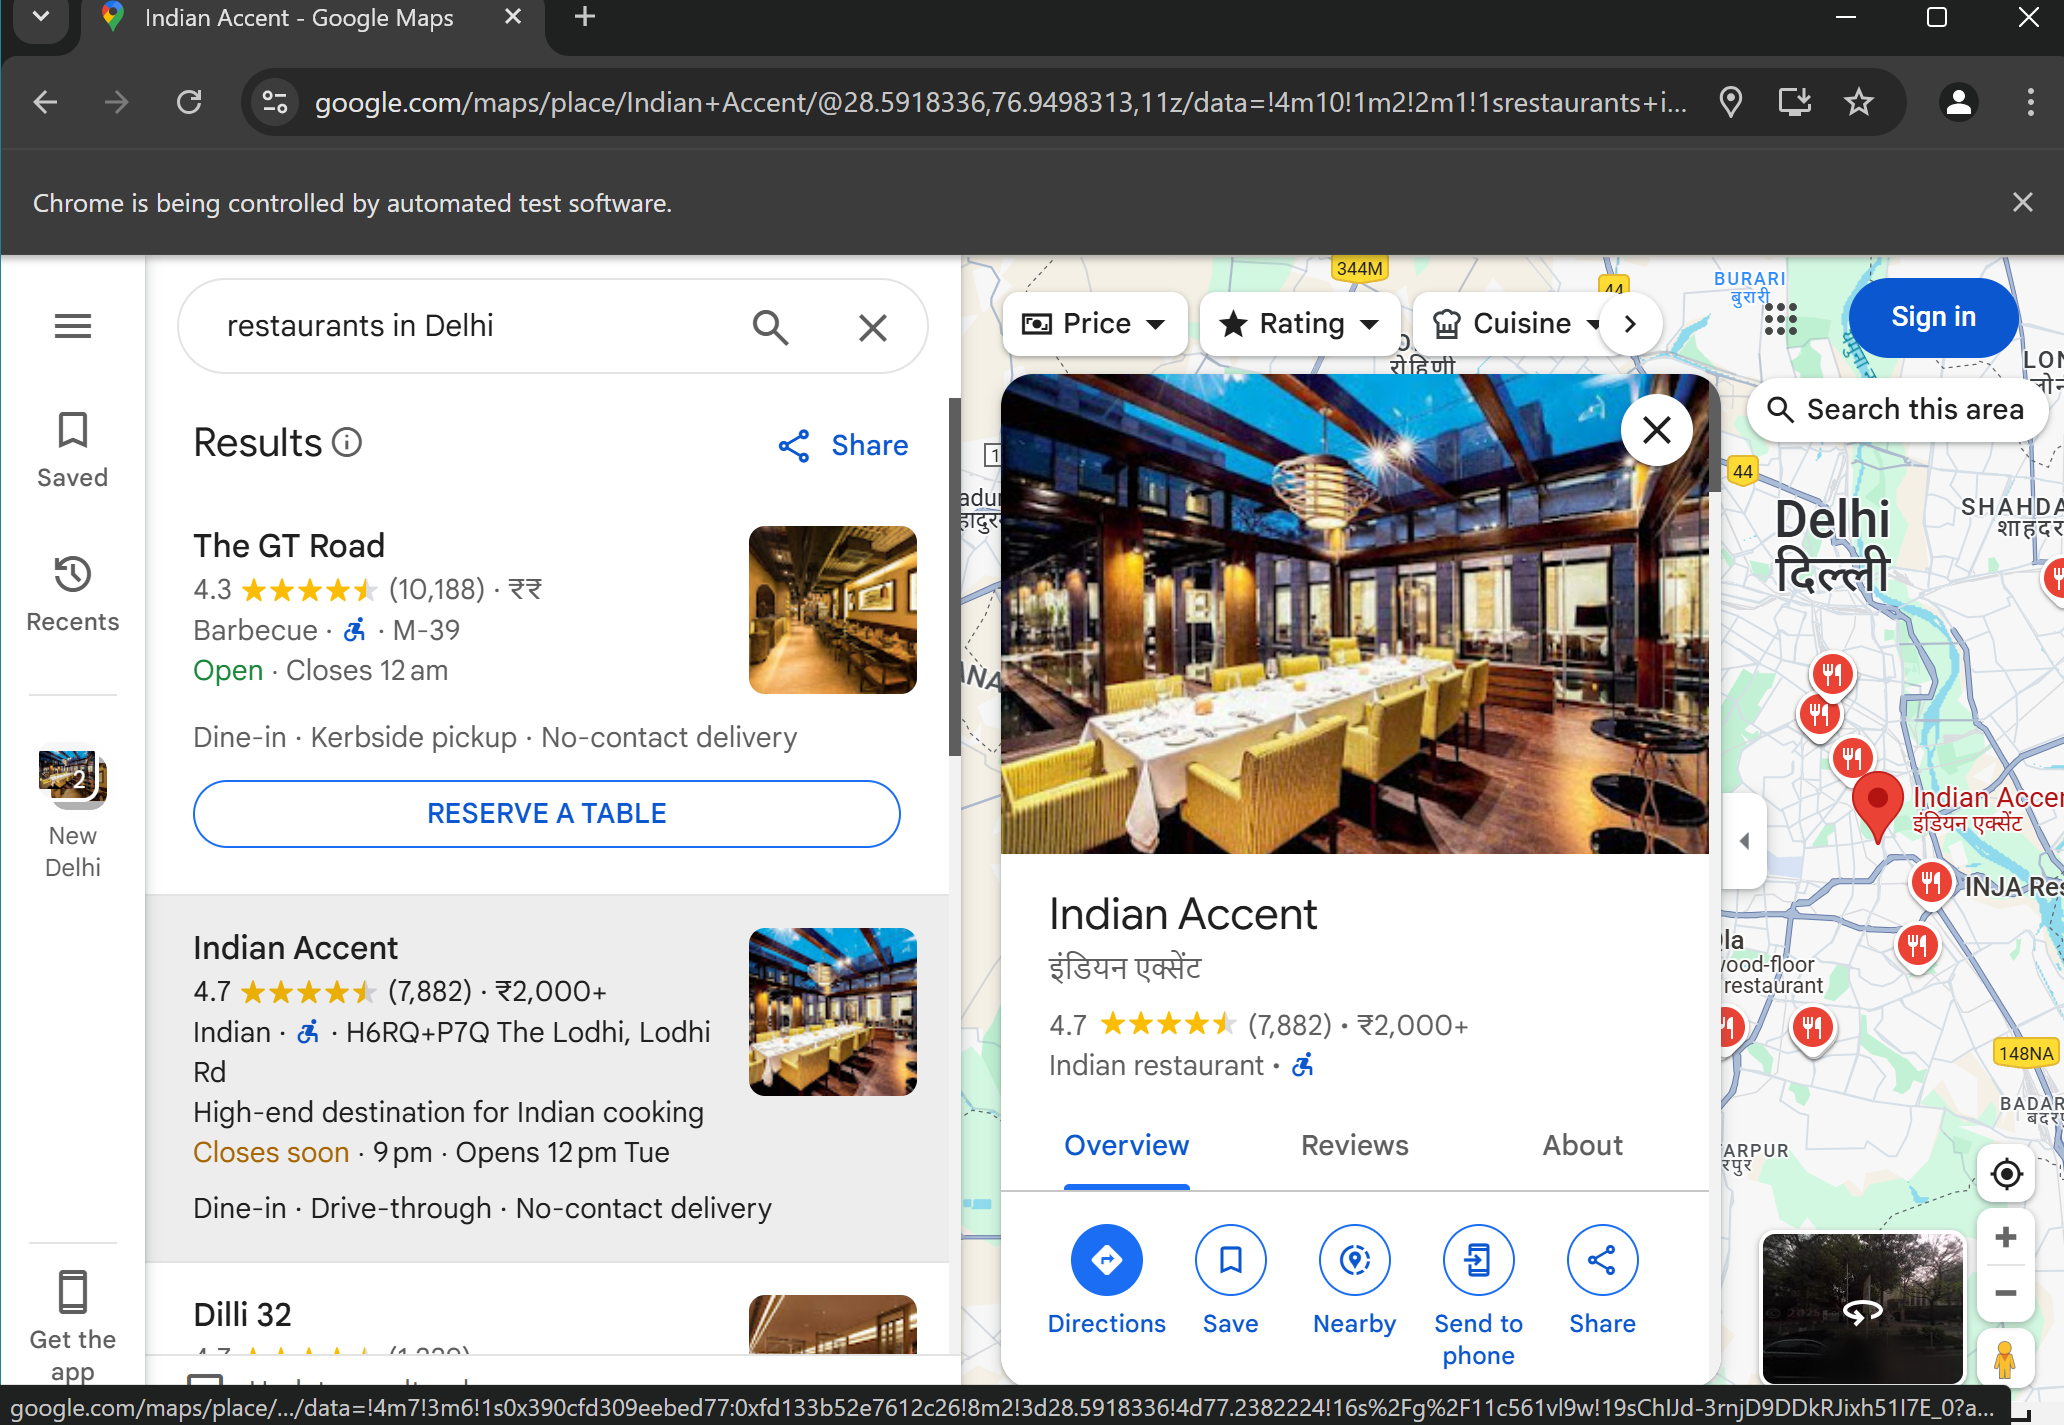 Indian Accent - Google Maps
google.com/maps/place/Indian+Accent/@28.5918336,76.9498313,11z/data=!4m10!1m2!2m1!1srestaurants+i...
Chrome is being controlled by automated test software.
restaurants in Delhi
Saved
Recents
2
New
Delhi
Get the
app
Results
Share
The GT Road
4.3 (10,188) · ₹₹
Barbecue · · M-39
Open · Closes 12 am
Dine-in · Kerbside pickup · No-contact delivery
RESERVE A TABLE
Indian Accent
4.7 (7,882) · ₹2,000+
Indian · · H6RQ+P7Q The Lodhi, Lodhi
Rd
High-end destination for Indian cooking
Closes soon · 9 pm · Opens 12 pm Tue
Dine-in · Drive-through · No-contact delivery
Dilli 32
Price
Rating
Cuisine
Sign in
Search this area
Indian Accent
इंडियन एक्सेंट
4.7 (7,882) · ₹2,000+
Indian restaurant ·
Overview
Reviews
About
Directions
Save
Nearby
Send to
phone
Share
344M
44
BURARI
बुरारी
रोहिणी
44
Delhi
दिल्ली
SHAHDA
शाहदर
Indian Accer
इंडियन एक्सेंट
INJA Res
la
ood-floor
restaurant
148NA
BADAR
बदरपु
ARPUR
रपुर
google.com/maps/place/.../data=!4m7!3m6!1s0x390cfd309eebed77:0xfd133b52e7612c26!8m2!3d28.5918336!4d77.2382224!16s%2Fg%2F11c561vl9w!19sChIJd-3rnjD9DDkRJixh51I7E_0?a...